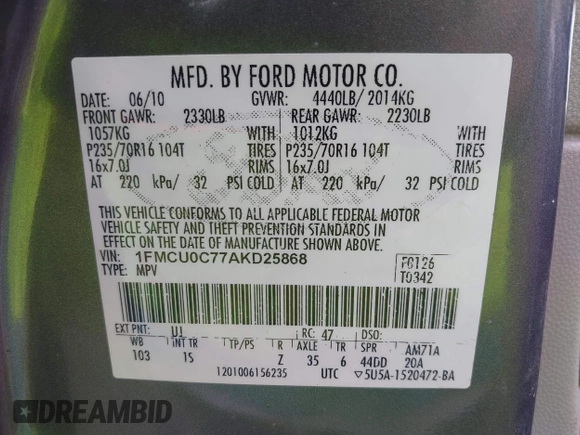 MFD. BY FORD MOTOR CO.
DATE: 06/10 GVWR: 4440LB/ 2014KG
FRONT GAWR: 2330LB REAR GAWR: 2230LB
1057KG WITH 1012KG WITH
P235/70R16 104T TIRES P235/70R16 104T TIRES
16x7.0J RIMS 16x7.0J RIMS
AT 220 kPa/ 32 PSI COLD AT 220 kPa/ 32 PSI COLD
THIS VEHICLE CONFORMS TO ALL APPLICABLE FEDERAL MOTOR
VEHICLE SAFETY AND THEFT PREVENTION STANDARDS IN
EFFECT ON THE DATE OF MANUFACTURE SHOWN ABOVE.
VIN: 1FMCU0C77AKD25868 F0126
TYPE: MPV T0342
EXT PNT: UJ RC: 47 DSO:
WB INT TR TP/PS R AXLE TR SPR AM71A
103 1S Z 35 6 44DD 20A
1201006156235 UTC ▽5U5A-1520472-BA
DREAMBID